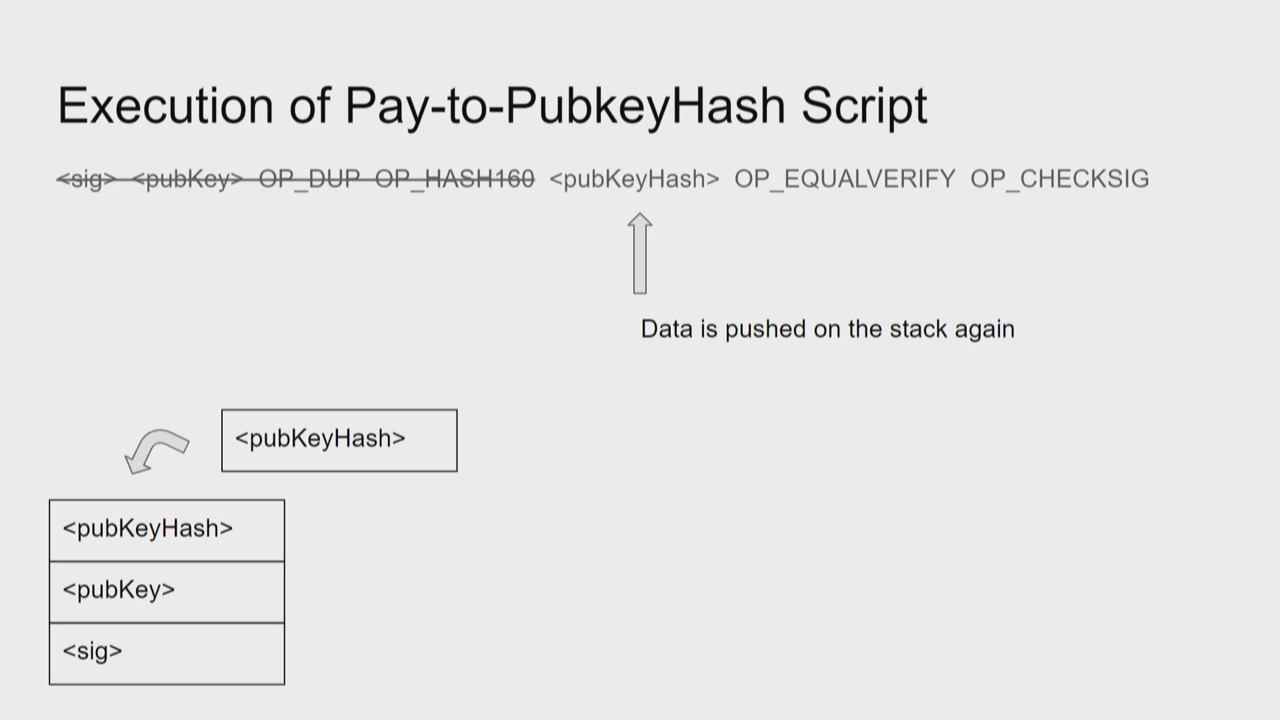 Execution of Pay-to-PubkeyHash Script
<sig> <pubKey> OP_DUP OP_HASH160 <pubKeyHash> OP_EQUALVERIFY OP_CHECKSIG
Data is pushed on the stack again
<pubKeyHash>
<pubKeyHash>
<pubKey>
<sig>